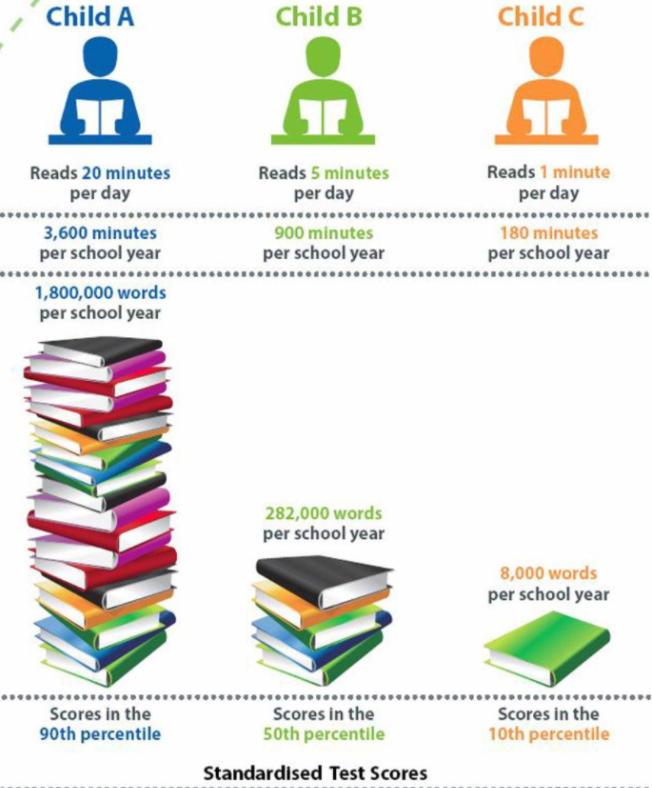 Child A
Child B
Child C
Reads 20 minutes
per day
Reads 5 minutes
per day
Reads 1 minute
per day
3,600 minutes
per school year
900 minutes
per school year
180 minutes
per school year
1,800,000 words
per school year
282,000 words
per school year
8,000 words
per school year
Scores in the
90th percentile
Scores in the
50th percentile
Scores in the
10th percentile
Standardised Test Scores